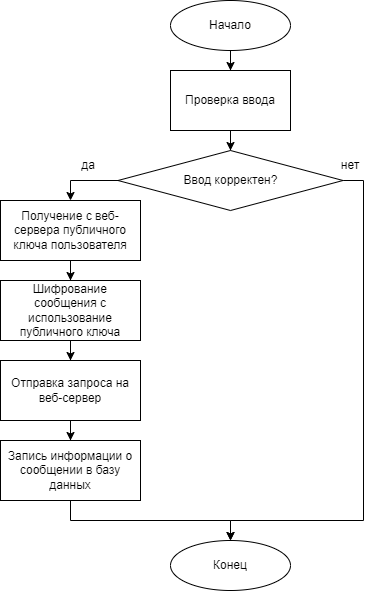 Начало
Проверка ввода
да
нет
Ввод корректен?
Получение с веб-
сервера публичного
ключа пользователя
Шифрование
сообщения с
использование
публичного ключа
Отправка запроса на
веб-сервер
Запись информации о
сообщении в базу
данных
Конец